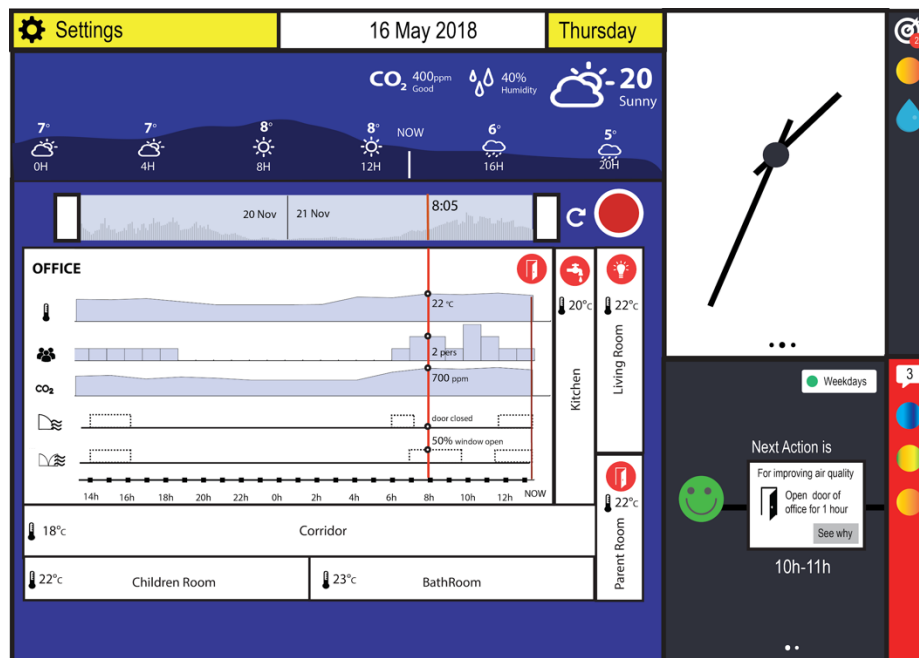 Settings
16 May 2018
Thursday
CO2 400ppm Good
40% Humidity
-20 Sunny
7° 7° 8° 8° NOW 6° 5°
0H 4H 8H 12H 16H 20H
20 Nov 21 Nov 8:05
OFFICE
22 °c
2 pers
CO2 700 ppm
door closed
50% window open
14h 16h 18h 20h 22h 0h 2h 4h 6h 8h 10h 12h NOW
20°c
Kitchen
22°c
Living Room
22°c
Parent Room
18°c Corridor
22°c Children Room
23°c BathRoom
2
3
Weekdays
Next Action is
For improving air quality
Open door of
office for 1 hour
See why
10h-11h